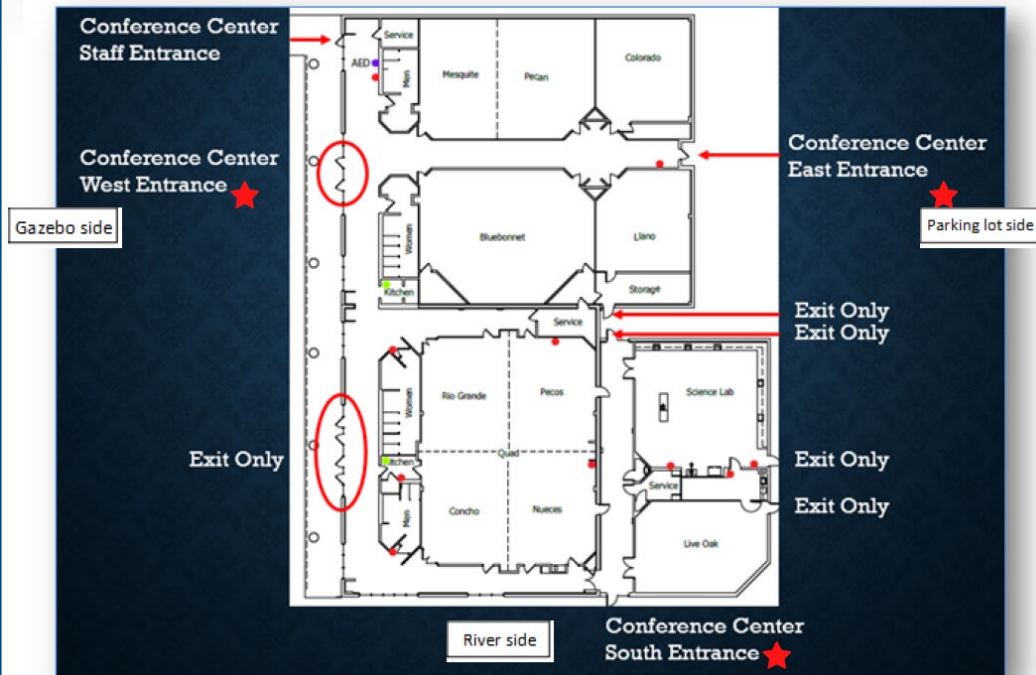 Conference Center
Staff Entrance
Service
AED
Men
Mesquite
Pecan
Colorado
Conference Center
West Entrance
Conference Center
East Entrance
Gazebo side
Parking lot side
Women
Bluebonnet
Llano
Kitchen
Storage
Service
Exit Only
Exit Only
Rio Grande
Pecos
Science Lab
Women
Quad
Exit Only
Kitchen
Exit Only
Service
Men
Concho
Nueces
Exit Only
Live Oak
River side
Conference Center
South Entrance